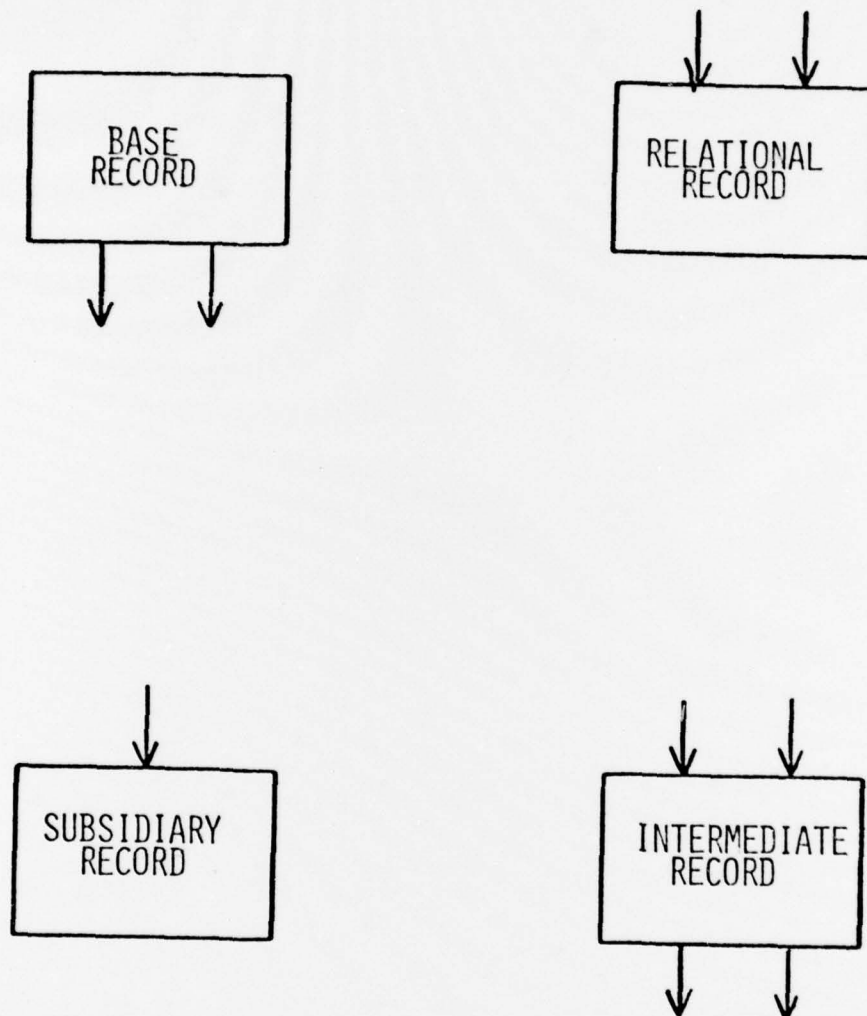 BASE
RECORD
RELATIONAL
RECORD
SUBSIDIARY
RECORD
INTERMEDIATE
RECORD